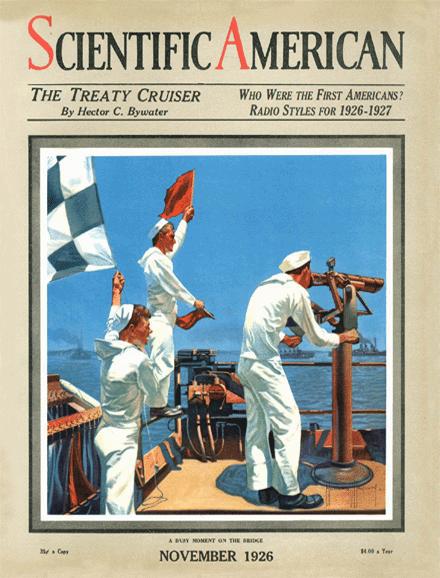 SCIENTIFIC AMERICAN
THE TREATY CRUISER
By Hector C. Bywater
WHO WERE THE FIRST AMERICANS?
RADIO STYLES FOR 1926-1927
A BUSY MOMENT ON THE BRIDGE
35¢ a Copy
NOVEMBER 1926
$4.00 a Year